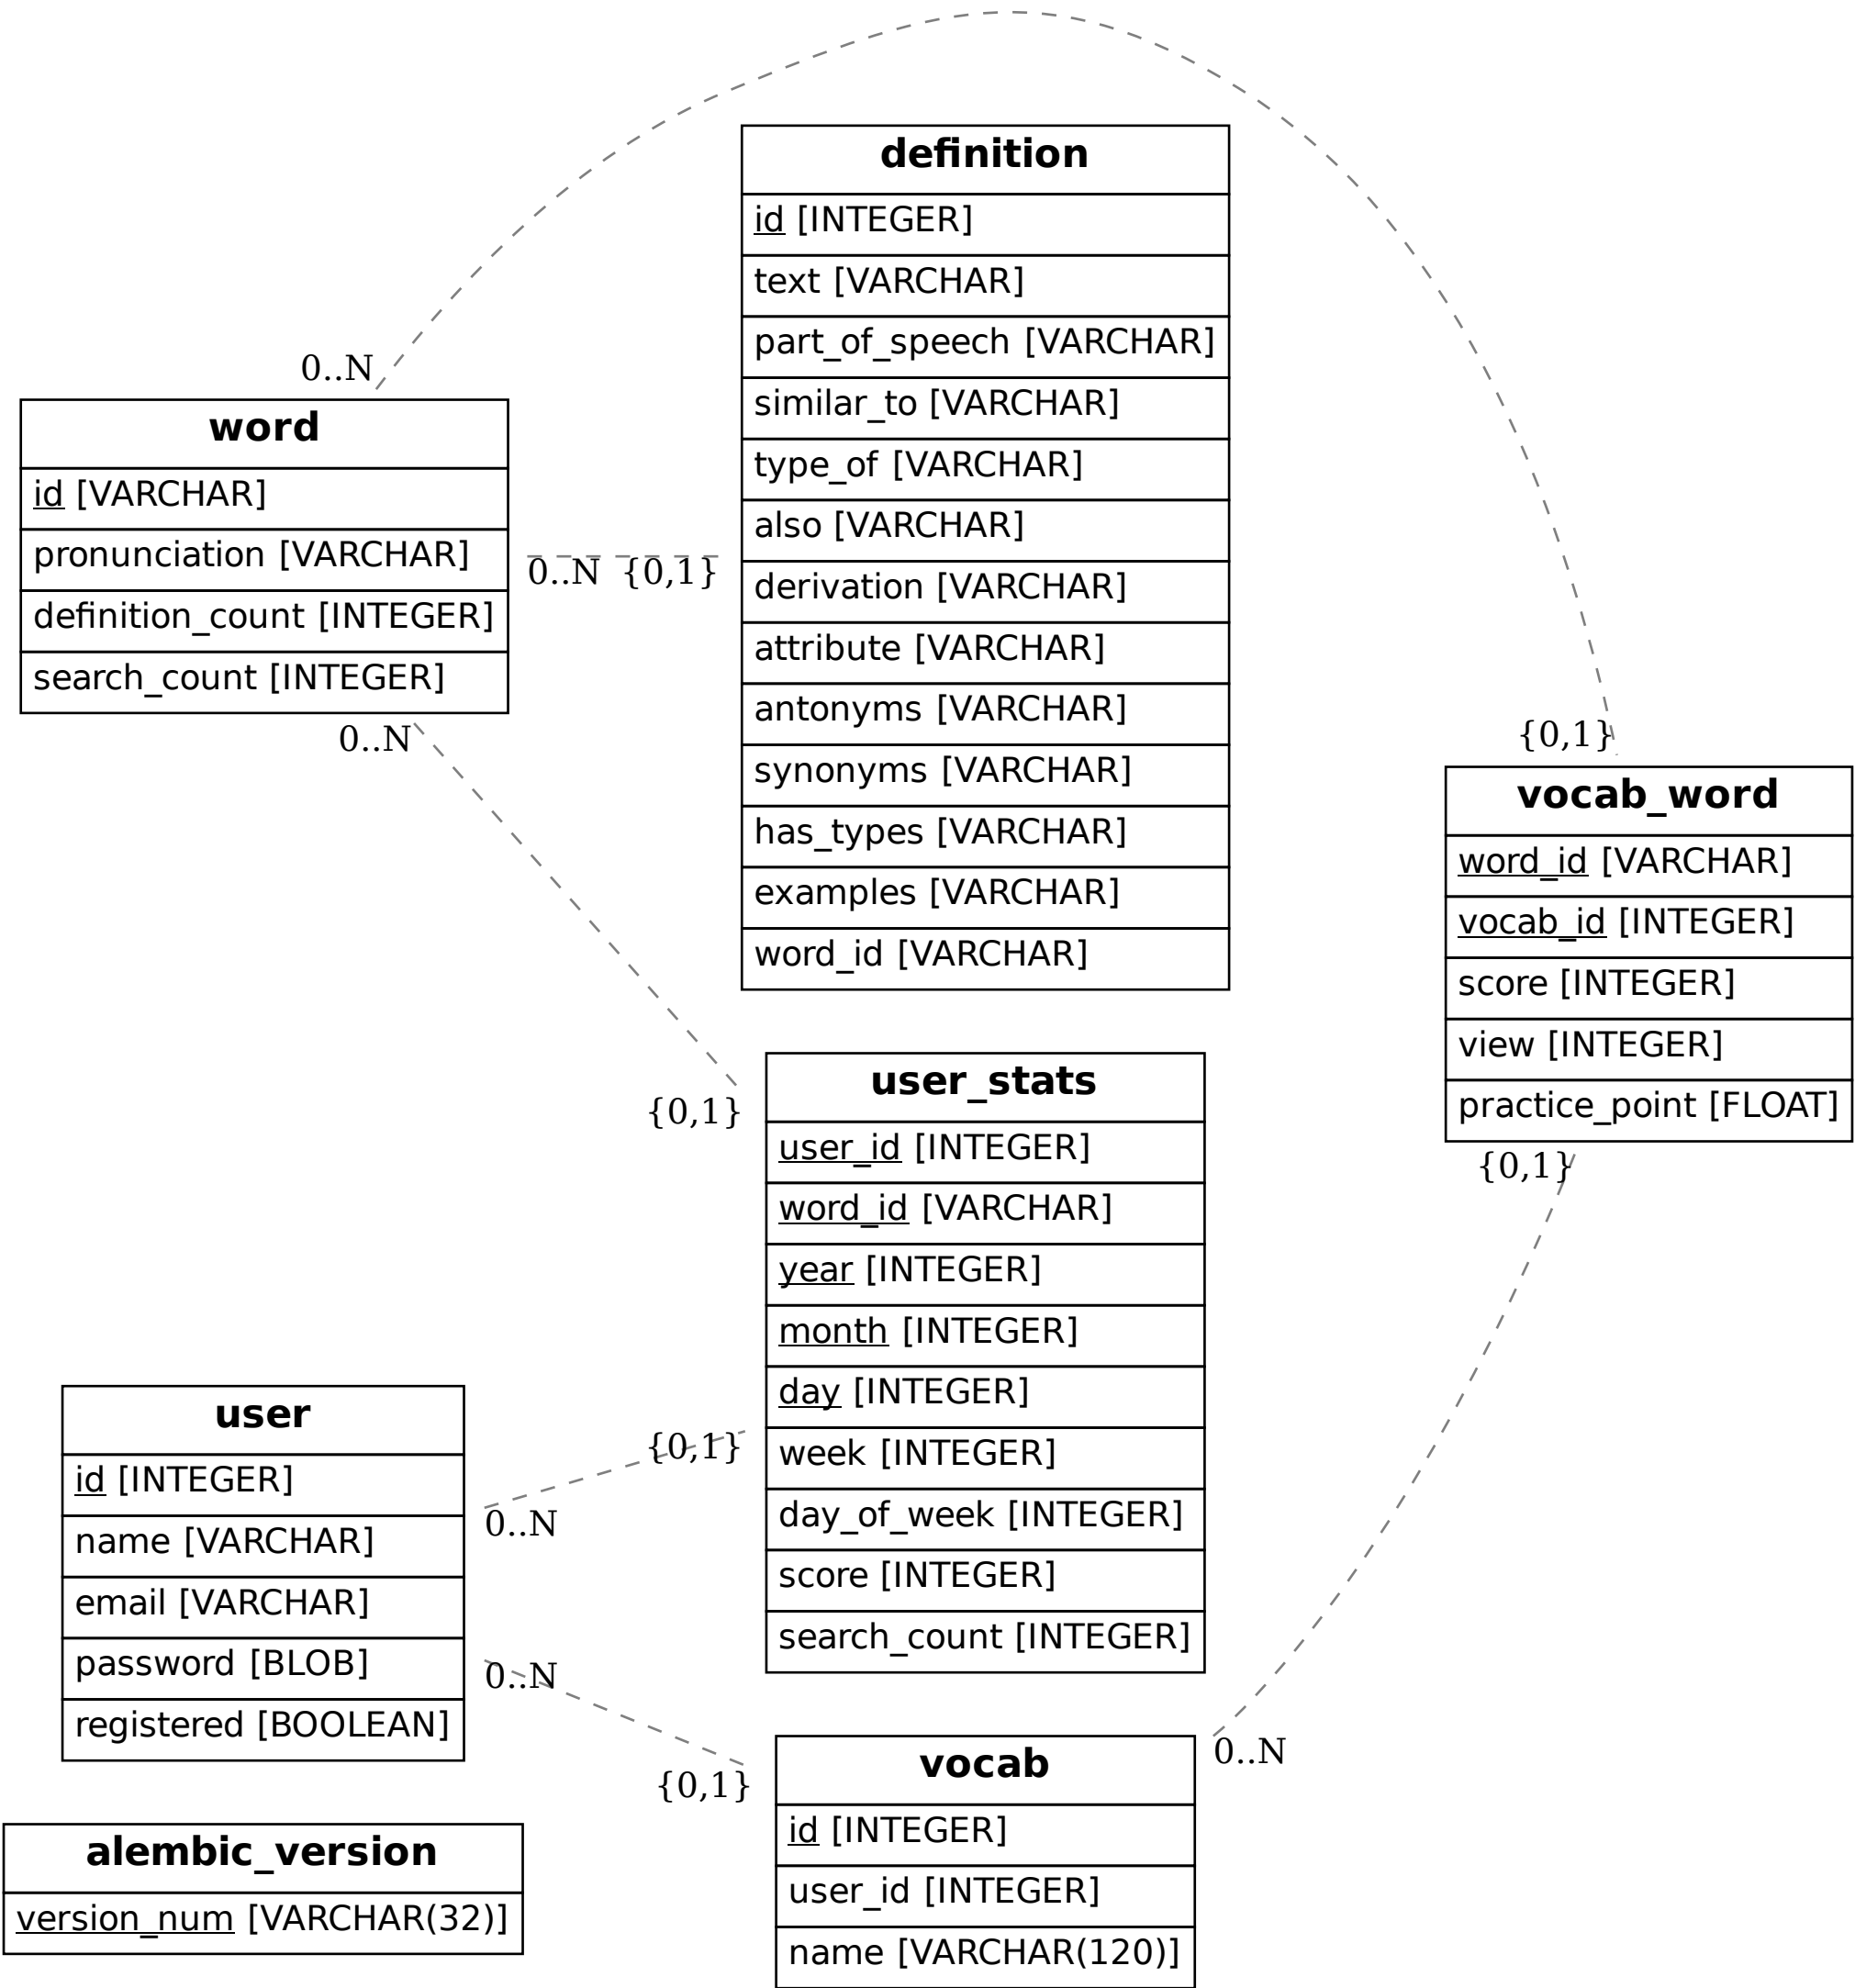 definition
id [INTEGER]
text [VARCHAR]
part_of_speech [VARCHAR]
similar_to [VARCHAR]
type_of [VARCHAR]
also [VARCHAR]
derivation [VARCHAR]
attribute [VARCHAR]
antonyms [VARCHAR]
synonyms [VARCHAR]
has_types [VARCHAR]
examples [VARCHAR]
word_id [VARCHAR]
0..N
word
id [VARCHAR]
pronunciation [VARCHAR]
definition_count [INTEGER]
search_count [INTEGER]
0..N {0,1}
0..N
{0,1}
{0,1}
vocab_word
word_id [VARCHAR]
vocab_id [INTEGER]
score [INTEGER]
view [INTEGER]
practice_point [FLOAT]
{0,1}
user_stats
user_id [INTEGER]
word_id [VARCHAR]
year [INTEGER]
month [INTEGER]
day [INTEGER]
week [INTEGER]
day_of_week [INTEGER]
score [INTEGER]
search_count [INTEGER]
user
id [INTEGER]
name [VARCHAR]
email [VARCHAR]
password [BLOB]
registered [BOOLEAN]
{0,1}
0..N
0..N
{0,1}
0..N
vocab
id [INTEGER]
user_id [INTEGER]
name [VARCHAR(120)]
alembic_version
version_num [VARCHAR(32)]